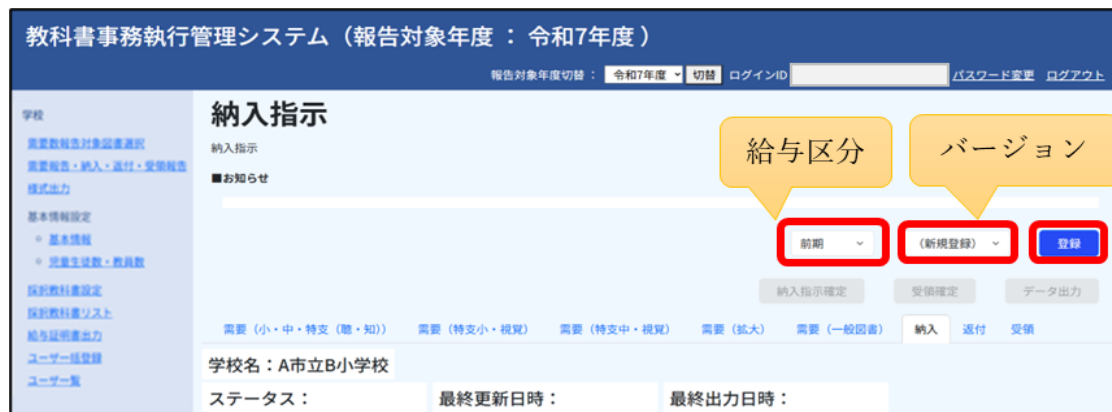 教科書事務執行管理システム（報告対象年度 ： 令和7年度 ）
報告対象年度切替 ： 令和7年度 切替 ログインID パスワード変更 ログアウト
学校
需要数報告対象図書選択
需要報告・納入・返付・受領報告
様式出力
基本情報設定
基本情報
児童生徒数・教員数
採択教科書設定
採択教科書リスト
給与証明書出力
ユーザー括登録
ユーザ一覧
納入指示
納入指示
■お知らせ
給与区分
バージョン
前期 （新規登録） 登録
納入指示確定 受領確定 データ出力
需要（小・中・特支（聴・知）） 需要（特支小・視覚） 需要（特支中・視覚） 需要（拡大） 需要（一般図書） 納入 返付 受領
学校名：A市立B小学校
ステータス： 最終更新日時： 最終出力日時：